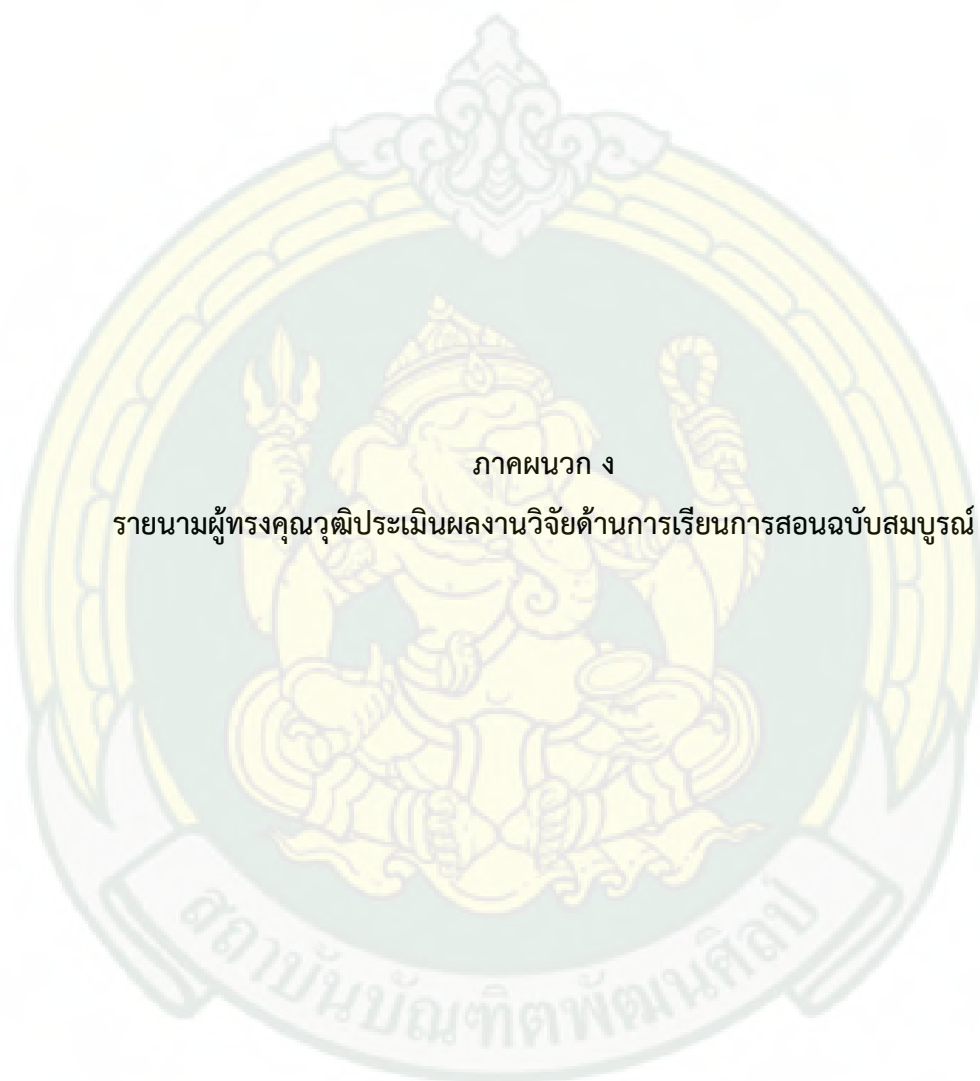 ภาคผนวก ง
รายนามผู้ทรงคุณวุฒิประเมินผลงานวิจัยด้านการเรียนการสอนฉบับสมบูรณ์
สถาบันบัณฑิตพัฒนศิลป์